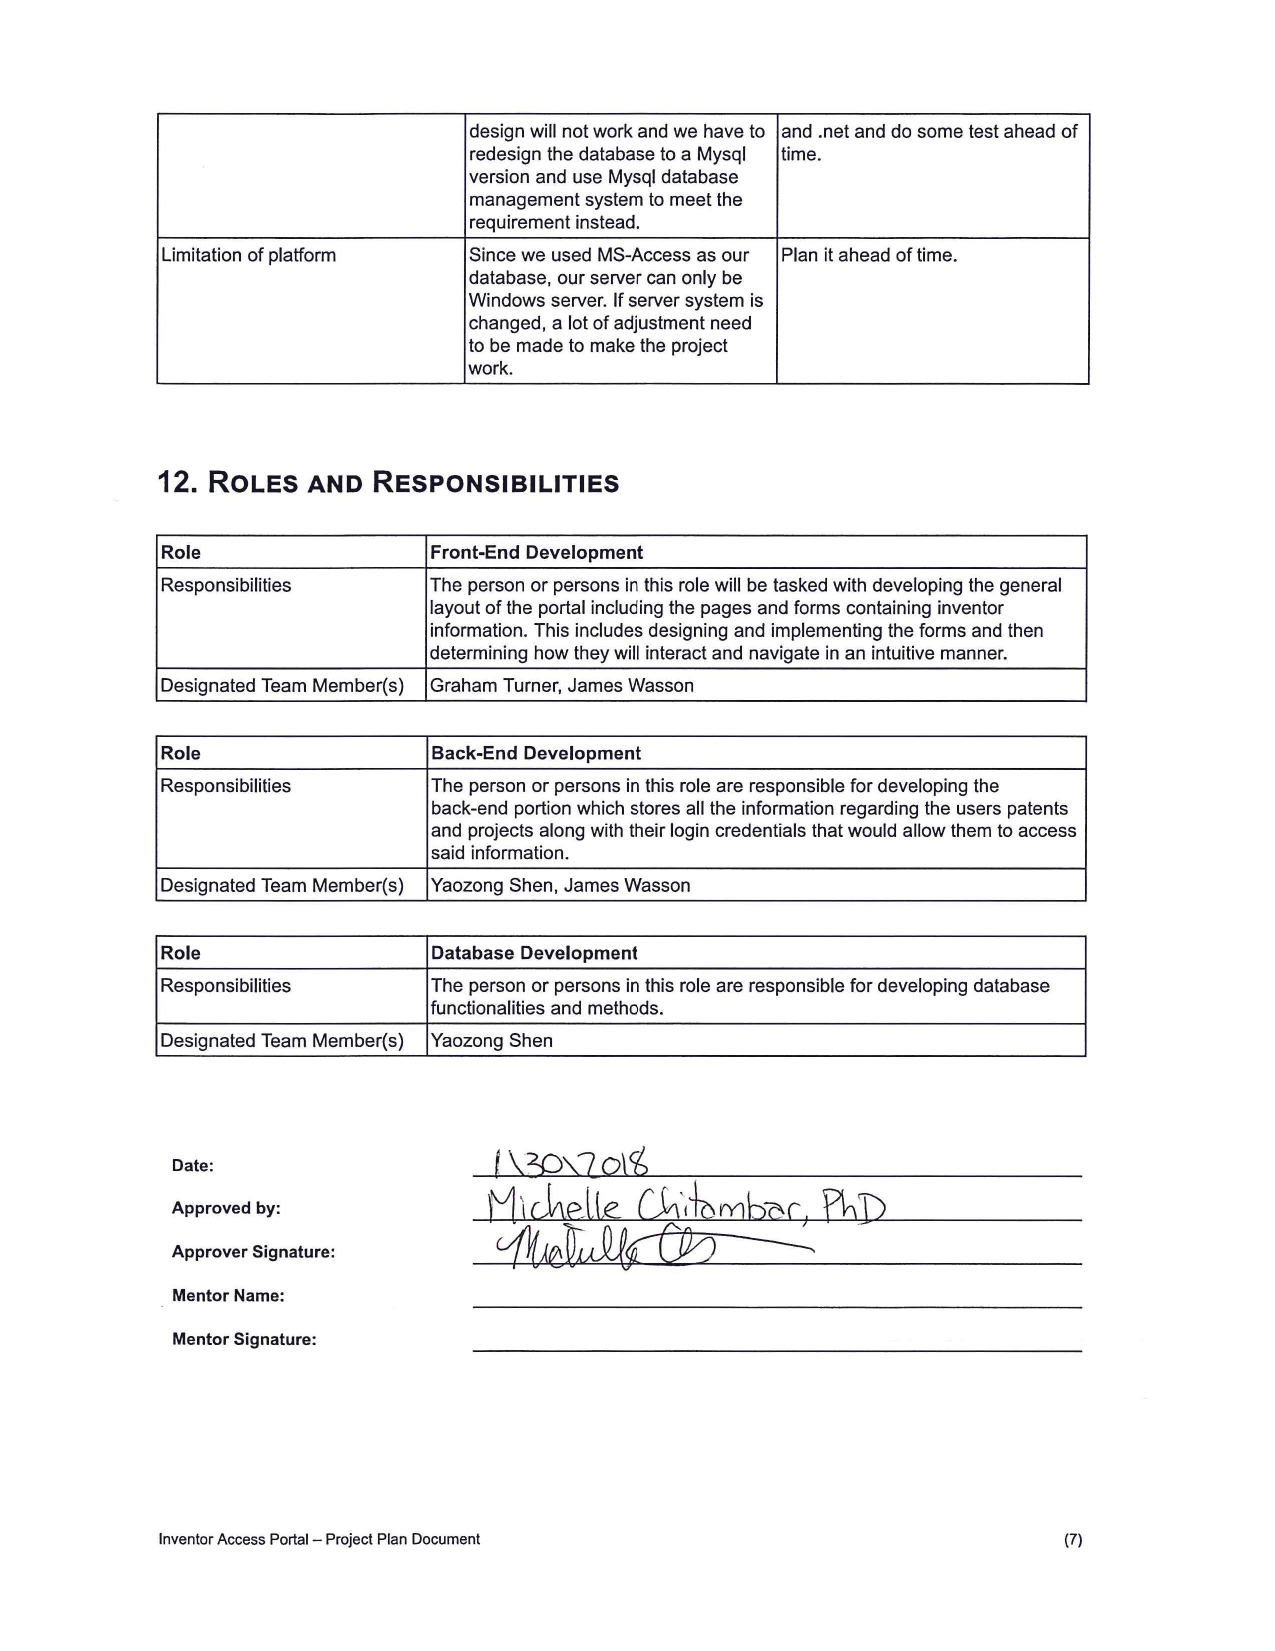 design will not work and we have to
redesign the database to a Mysql
version and use Mysql database
management system to meet the
requirement instead.
and .net and do some test ahead of
time.
Limitation of platform
Since we used MS-Access as our
database, our server can only be
Windows server. If server system is
changed, a lot of adjustment need
to be made to make the project
work.
Plan it ahead of time.
12. ROLES AND RESPONSIBILITIES
Role
Front-End Development
Responsibilities
The person or persons in this role will be tasked with developing the general
layout of the portal including the pages and forms containing inventor
information. This includes designing and implementing the forms and then
determining how they will interact and navigate in an intuitive manner.
Designated Team Member(s)
Graham Turner, James Wasson
Role
Back-End Development
Responsibilities
The person or persons in this role are responsible for developing the
back-end portion which stores all the information regarding the users patents
and projects along with their login credentials that would allow them to access
said information.
Designated Team Member(s)
Yaozong Shen, James Wasson
Role
Database Development
Responsibilities
The person or persons in this role are responsible for developing database
functionalities and methods.
Designated Team Member(s)
Yaozong Shen
Date: 1\30\2018
Approved by: Michelle Chitambar, PhD
Approver Signature:
Mentor Name:
Mentor Signature:
Inventor Access Portal – Project Plan Document (7)